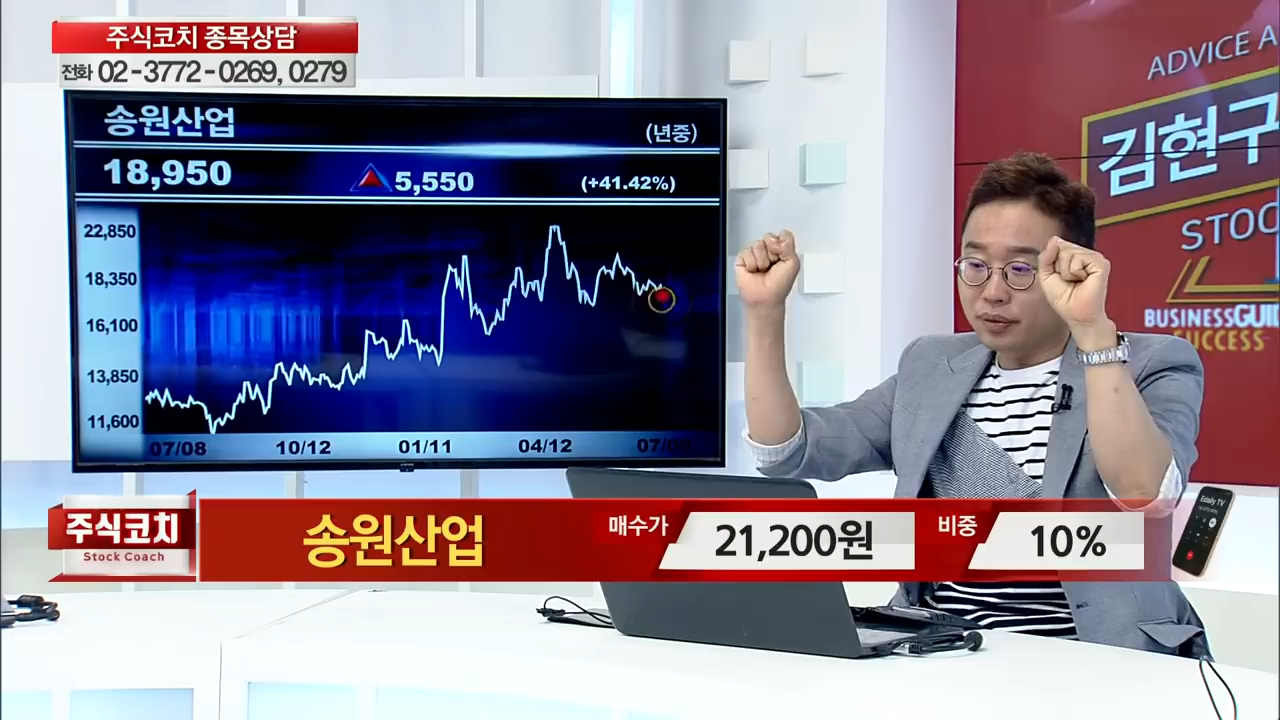 주식코치 종목상담
전화 02-3772-0269, 0279
송원산업
(년중)
18,950
5,550
(+41.42%)
22,850
18,350
16,100
13,850
11,600
07/08 10/12 01/11 04/12
ADVICE A
김현구
STOC
BUSINESSGUID
SUCCESS
주식코치
Stock Coach
송원산업
매수가
21,200원
비중
10%
Edaily TV